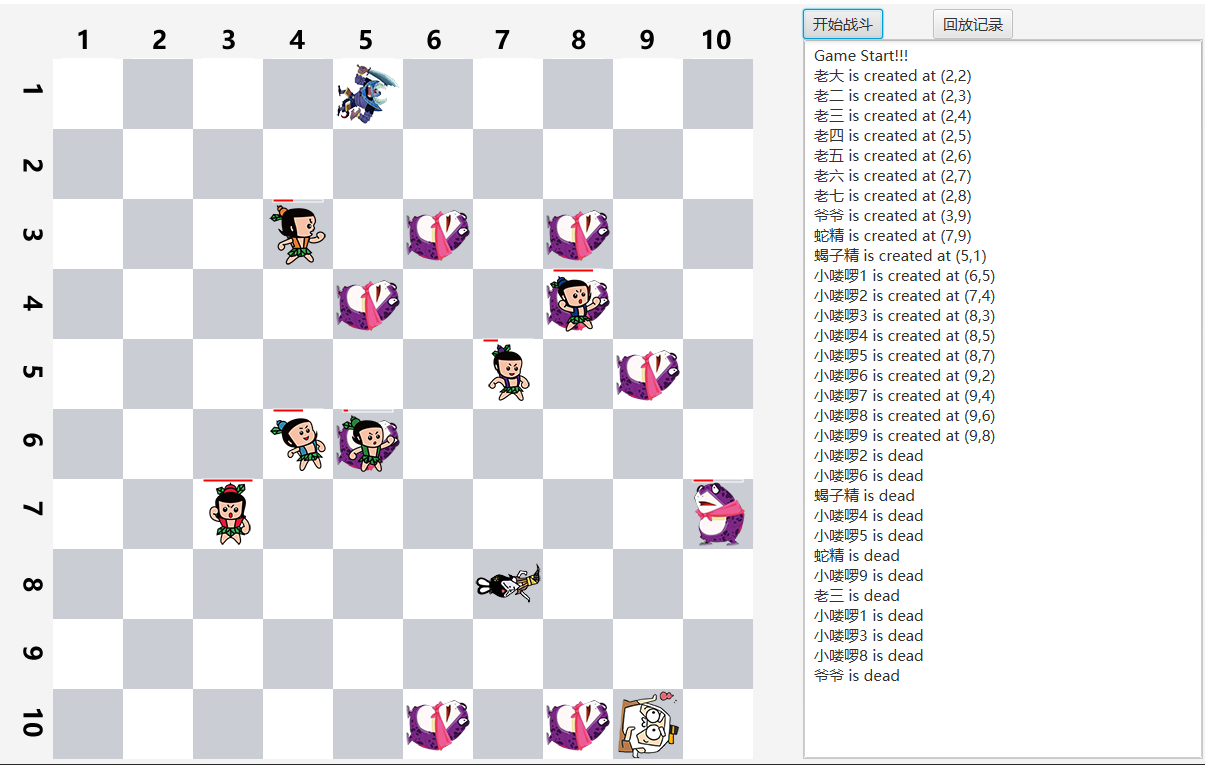 1 2 3 4 5 6 7 8 9 10
1
2
3
4
5
6
7
8
9
10
开始战斗 回放记录
Game Start!!!
老大 is created at (2,2)
老二 is created at (2,3)
老三 is created at (2,4)
老四 is created at (2,5)
老五 is created at (2,6)
老六 is created at (2,7)
老七 is created at (2,8)
爷爷 is created at (3,9)
蛇精 is created at (7,9)
蝎子精 is created at (5,1)
小喽啰1 is created at (6,5)
小喽啰2 is created at (7,4)
小喽啰3 is created at (8,3)
小喽啰4 is created at (8,5)
小喽啰5 is created at (8,7)
小喽啰6 is created at (9,2)
小喽啰7 is created at (9,4)
小喽啰8 is created at (9,6)
小喽啰9 is created at (9,8)
小喽啰2 is dead
小喽啰6 is dead
蝎子精 is dead
小喽啰4 is dead
小喽啰5 is dead
蛇精 is dead
小喽啰9 is dead
老三 is dead
小喽啰1 is dead
小喽啰3 is dead
小喽啰8 is dead
爷爷 is dead